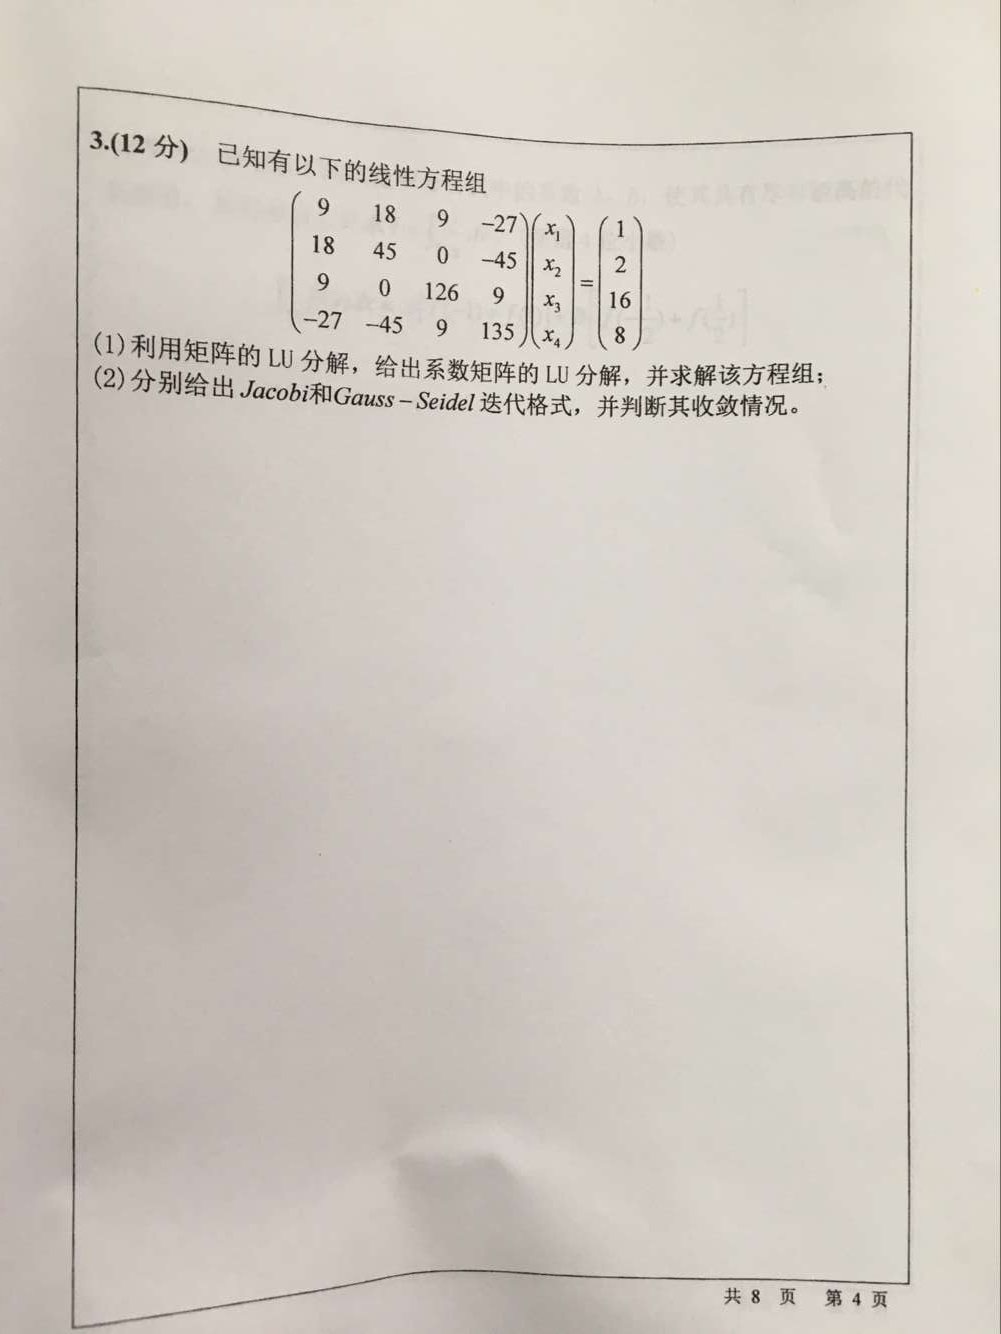 3.(12 分) 已知有以下的线性方程组
9 18 9 −27 x₁ 1
18 45 0 −45 x₂ 2
9 0 126 9 x₃ = 16
−27 −45 9 135 x₄ 8
(1)利用矩阵的 LU 分解，给出系数矩阵的 LU 分解，并求解该方程组；
(2)分别给出 Jacobi和Gauss − Seidel 迭代格式，并判断其收敛情况。
共 8 页 第 4 页